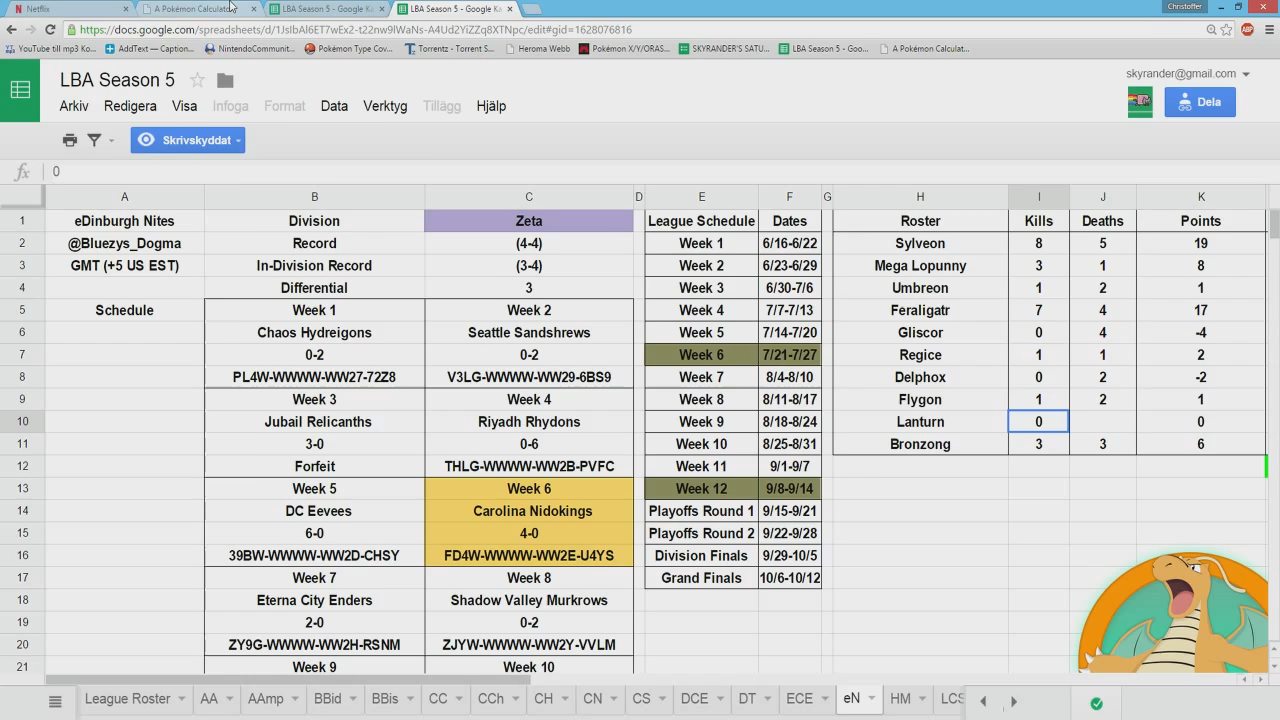 Netflix
A Pokémon Calculat
LBA Season 5 - Google Ka
LBA Season 5 - Google Ka
Christoffer
https://docs.google.com/spreadsheets/d/1JsIbAl6ET7wEx2-t22nw9lWaNs-A4Ud2YiZZq8XTNpc/edit#gid=1628076816
YouTube till mp3 Ko...
AddText — Caption...
NintendoCommunit...
Pokémon Type Cov...
Torrentz - Torrent S...
Heroma Webb
Pokémon X/Y/ORAS...
SKYRANDER'S SATU...
LBA Season 5 - Goo...
A Pokémon Calculat...
LBA Season 5
skyrander@gmail.com
Arkiv Redigera Visa Infoga Format Data Verktyg Tillägg Hjälp
Dela
Skrivskyddat
fx 0
A B C D E F G H I J K
1 eDinburgh Nites Division Zeta League Schedule Dates Roster Kills Deaths Points
2 @Bluezys_Dogma Record (4-4) Week 1 6/16-6/22 Sylveon 8 5 19
3 GMT (+5 US EST) In-Division Record (3-4) Week 2 6/23-6/29 Mega Lopunny 3 1 8
4 Differential 3 Week 3 6/30-7/6 Umbreon 1 2 1
5 Schedule Week 1 Week 2 Week 4 7/7-7/13 Feraligatr 7 4 17
6 Chaos Hydreigons Seattle Sandshrews Week 5 7/14-7/20 Gliscor 0 4 -4
7 0-2 0-2 Week 6 7/21-7/27 Regice 1 1 2
8 PL4W-WWWW-WW27-72Z8 V3LG-WWWW-WW29-6BS9 Week 7 8/4-8/10 Delphox 0 2 -2
9 Week 3 Week 4 Week 8 8/11-8/17 Flygon 1 2 1
10 Jubail Relicanths Riyadh Rhydons Week 9 8/18-8/24 Lanturn 0 0
11 3-0 0-6 Week 10 8/25-8/31 Bronzong 3 3 6
12 Forfeit THLG-WWWW-WW2B-PVFC Week 11 9/1-9/7
13 Week 5 Week 6 Week 12 9/8-9/14
14 DC Eevees Carolina Nidokings Playoffs Round 1 9/15-9/21
15 6-0 4-0 Playoffs Round 2 9/22-9/28
16 39BW-WWWW-WW2D-CHSY FD4W-WWWW-WW2E-U4YS Division Finals 9/29-10/5
17 Week 7 Week 8 Grand Finals 10/6-10/12
18 Eterna City Enders Shadow Valley Murkrows
19 2-0 0-2
20 ZY9G-WWWW-WW2H-RSNM ZJYW-WWWW-WW2Y-VVLM
21 Week 9 Week 10
League Roster AA AAmp BBid BBis CC CCh CH CN CS DCE DT ECE eN HM LCS